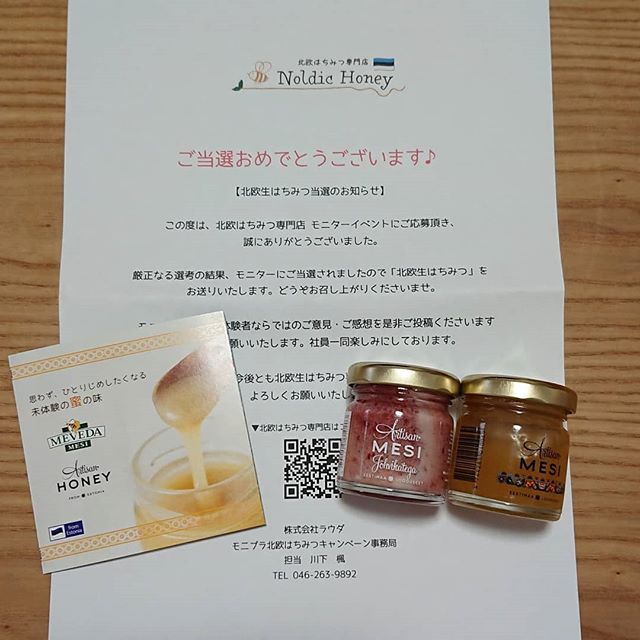 北欧はちみつ専門店
Noldic Honey
ご当選おめでとうございます♪
【北欧生はちみつ当選のお知らせ】
この度は、北欧はちみつ専門店 モニターイベントにご応募頂き、
誠にありがとうございました。
厳正なる選考の結果、モニターにご当選されましたので「北欧生はちみつ」を
お送りいたします。どうぞお召し上がりくださいませ。
体験者ならではのご意見・ご感想を是非ご投稿くださいます
願いいたします。社員一同楽しみにしております。
今後とも北欧生はちみつ
よろしくお願いいたし
▼北欧はちみつ専門店は
株式会社ラウダ
モニプラ北欧はちみつキャンペーン事務局
担当 川下 楓
TEL 046-263-9892
思わず、ひとりじめしたくなる
未体験の蜜の味
MEVEDA
MESI
Artisan
HONEY
FROM ESTONIA
from
Estonia
Artisan
MESI
Johvikatega
EESTIMAA
Artisan
MESI
EESTIMAA